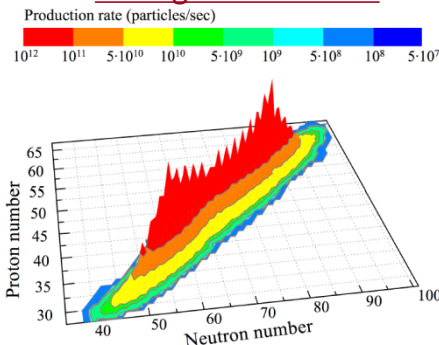 Production rate (particles/sec)
10¹² 10¹¹ 5·10¹⁰ 10¹⁰ 5·10⁹ 10⁹ 5·10⁸ 10⁸ 5·10⁷
65
60
55
50
45
40
35
30
Proton number
40 50 60 70 80 90 100
Neutron number